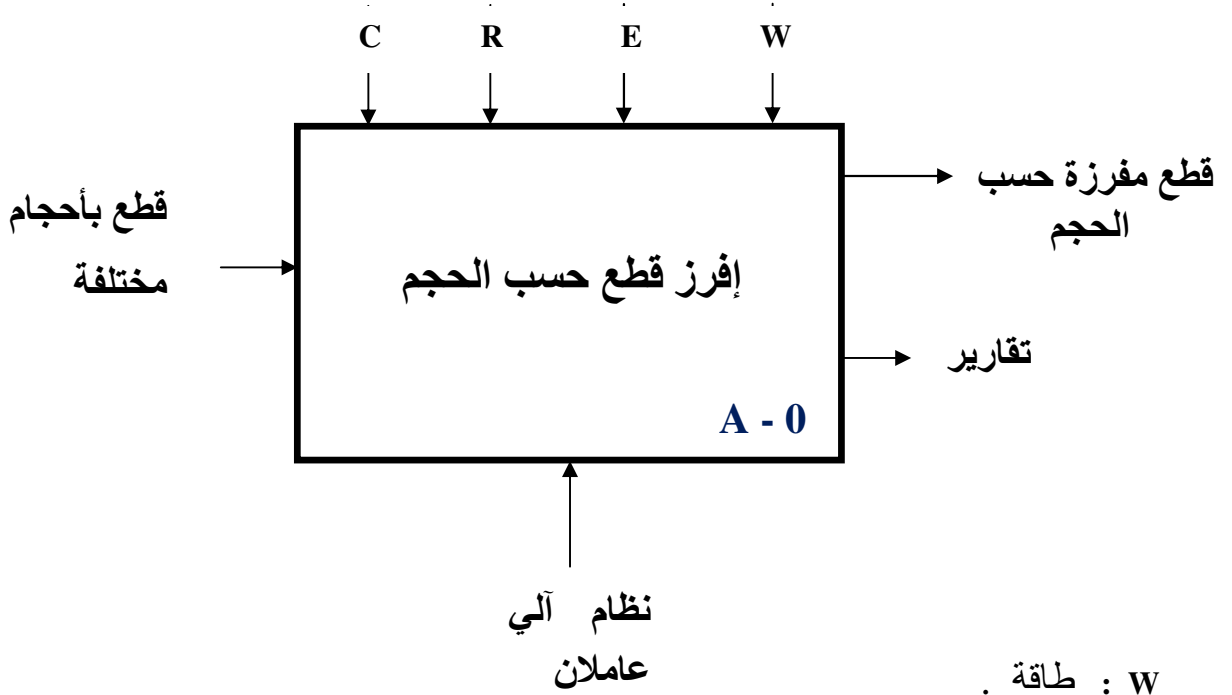 C R E W
قطع مفرزة حسب
الحجم
قطع بأحجام
مختلفة
إفرز قطع حسب الحجم
تقارير
A - 0
نظام آلي
عاملان
W : طاقة .